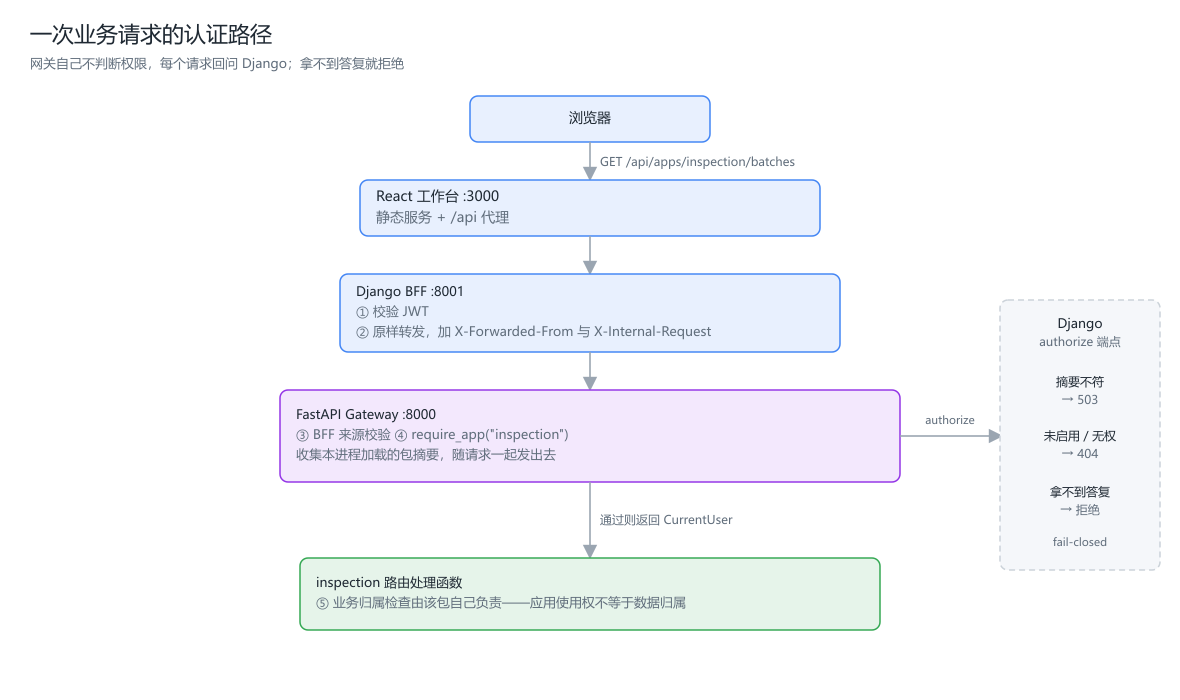 一次业务请求的认证路径
网关自己不判断权限，每个请求回问 Django；拿不到答复就拒绝
浏览器
GET /api/apps/inspection/batches
React 工作台 :3000
静态服务 + /api 代理
Django BFF :8001
① 校验 JWT
② 原样转发，加 X-Forwarded-From 与 X-Internal-Request
FastAPI Gateway :8000
③ BFF 来源校验 ④ require_app("inspection")
收集本进程加载的包摘要，随请求一起发出去
authorize
Django
authorize 端点
摘要不符
→ 503
未启用 / 无权
→ 404
拿不到答复
→ 拒绝
fail-closed
通过则返回 CurrentUser
inspection 路由处理函数
⑤ 业务归属检查由该包自己负责——应用使用权不等于数据归属